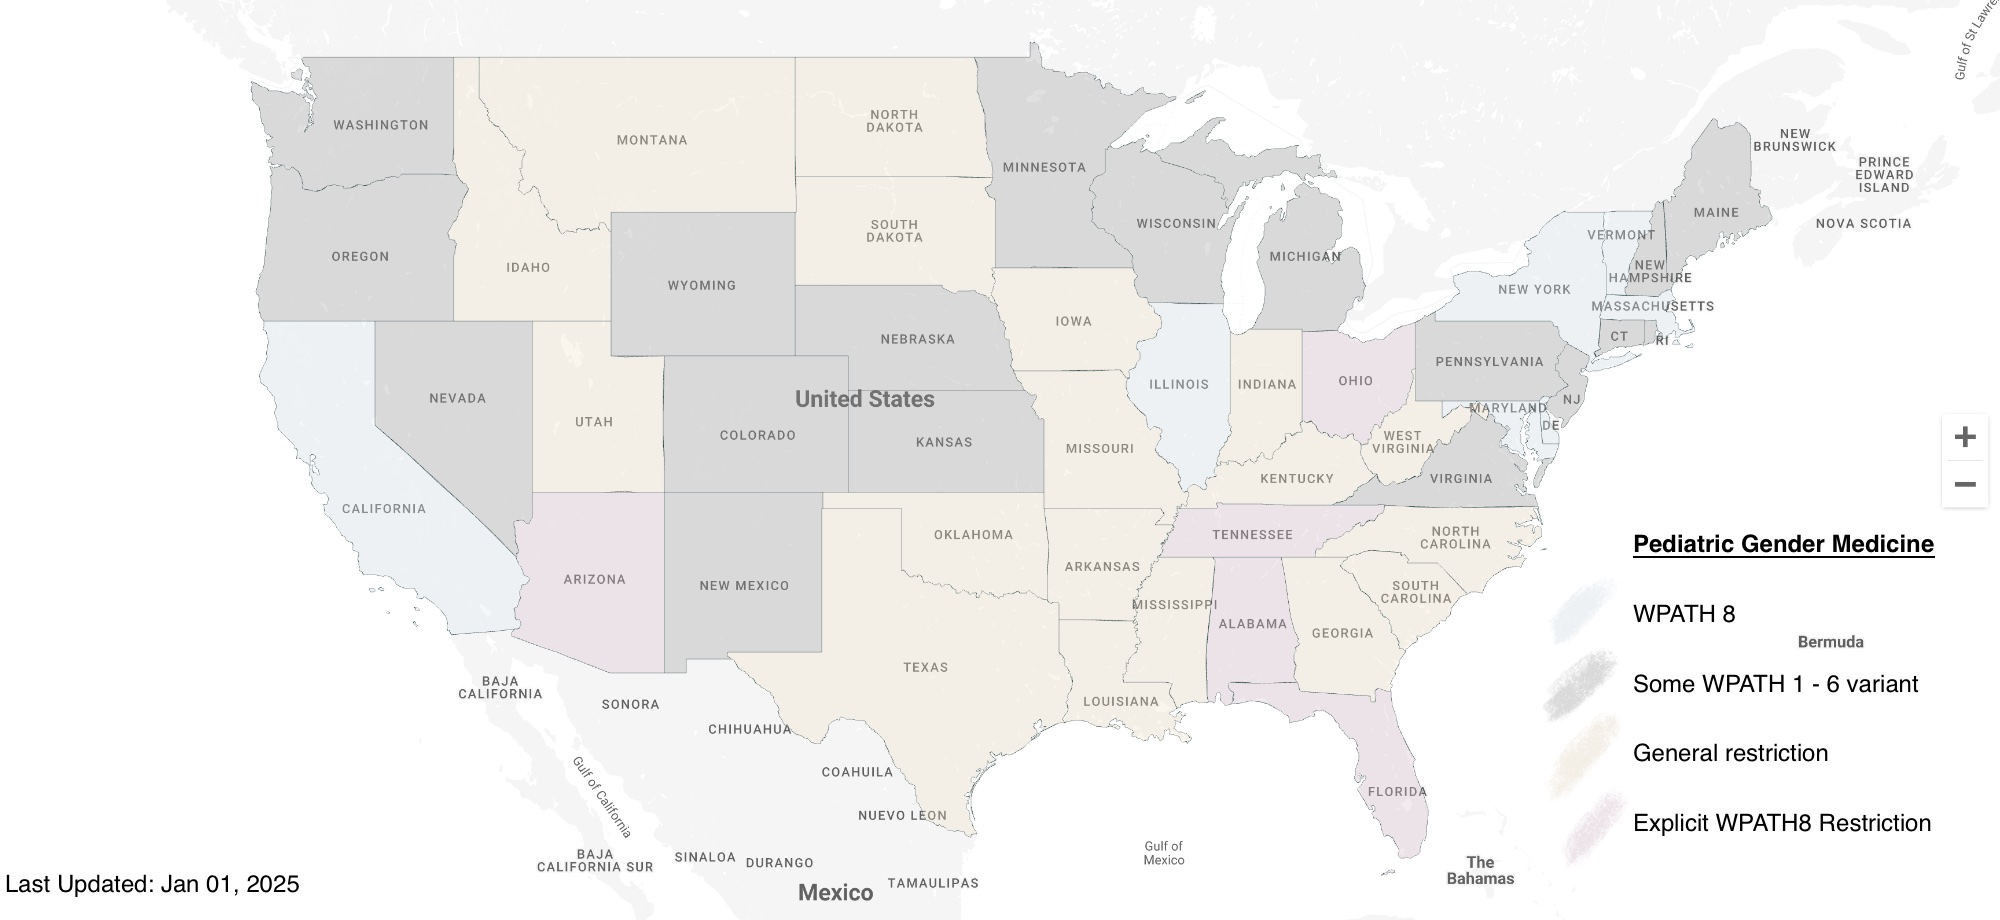 Gulf of St Lawre
NEW
BRUNSWICK
PRINCE
EDWARD
ISLAND
NOVA SCOTIA
WASHINGTON
MONTANA
NORTH
DAKOTA
MINNESOTA
WISCONSIN
MICHIGAN
MAINE
VERMONT
NEW
HAMPSHIRE
NEW YORK
MASSACHUSETTS
CT
RI
OREGON
IDAHO
WYOMING
SOUTH
DAKOTA
NEBRASKA
IOWA
ILLINOIS
INDIANA
OHIO
PENNSYLVANIA
NJ
MARYLAND
DE
NEVADA
UTAH
United States
COLORADO
KANSAS
MISSOURI
KENTUCKY
WEST
VIRGINIA
VIRGINIA
CALIFORNIA
ARIZONA
NEW MEXICO
OKLAHOMA
ARKANSAS
TENNESSEE
NORTH
CAROLINA
SOUTH
CAROLINA
MISSISSIPPI
ALABAMA
GEORGIA
TEXAS
LOUISIANA
FLORIDA
BAJA
CALIFORNIA
SONORA
CHIHUAHUA
COAHUILA
NUEVO LEON
Gulf of California
BAJA
CALIFORNIA SUR
SINALOA
DURANGO
TAMAULIPAS
Mexico
Gulf of
Mexico
The
Bahamas
Bermuda
+
−
Pediatric Gender Medicine
WPATH 8
Some WPATH 1 - 6 variant
General restriction
Explicit WPATH8 Restriction
Last Updated: Jan 01, 2025